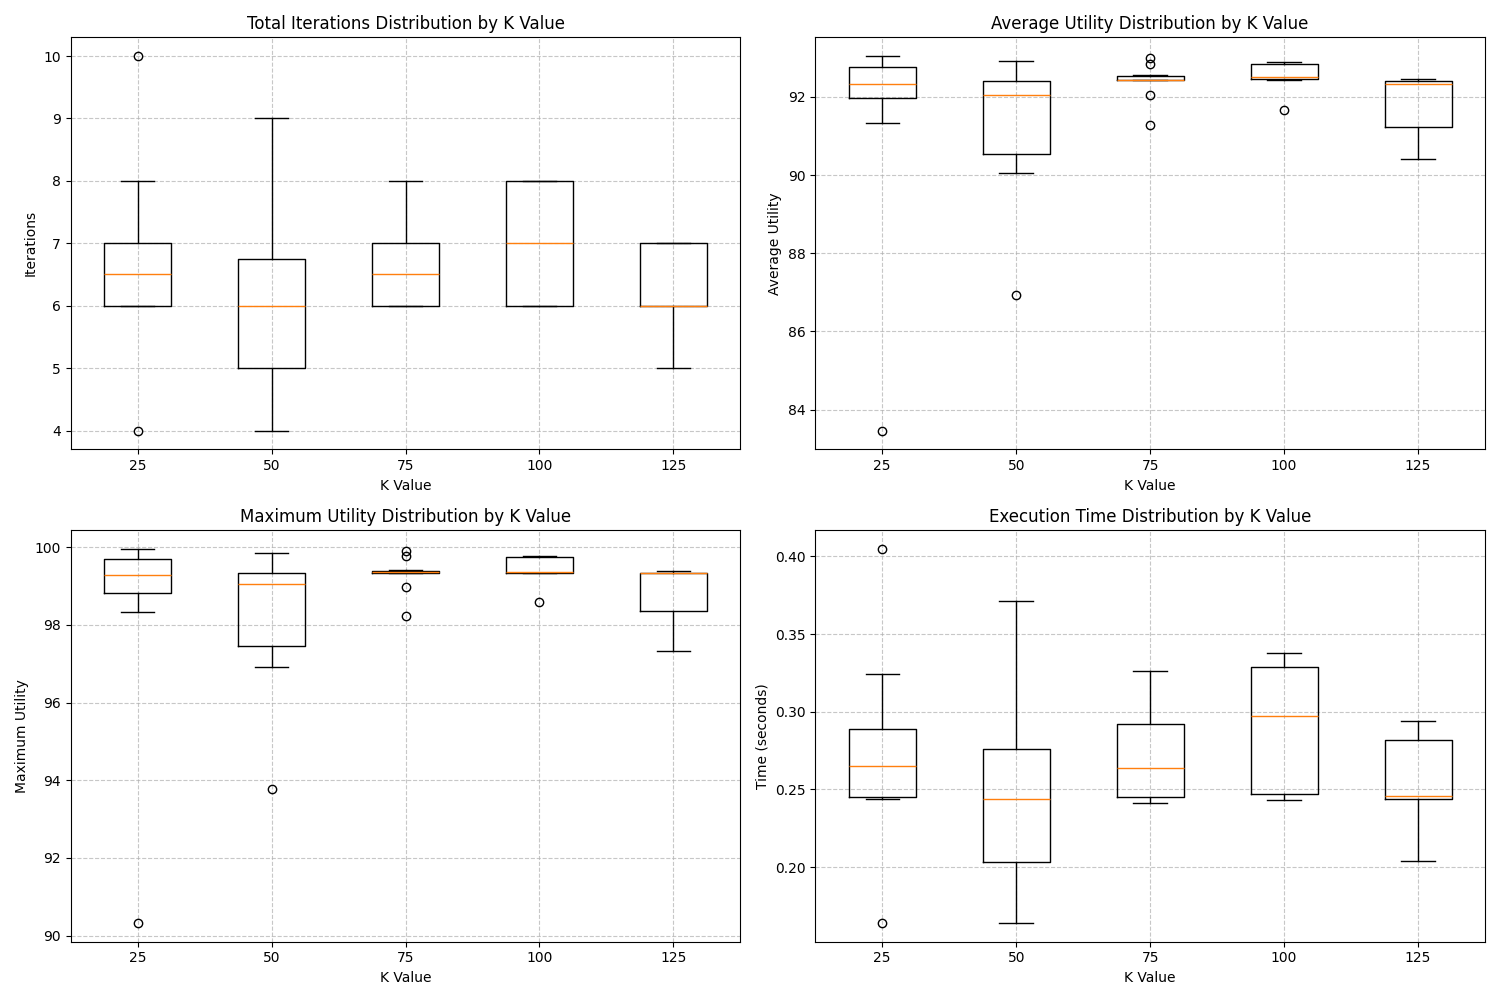 Total Iterations Distribution by K Value
Iterations
10
9
8
7
6
5
4
25 50 75 100 125
K Value
Average Utility Distribution by K Value
Average Utility
92
90
88
86
84
25 50 75 100 125
K Value
Maximum Utility Distribution by K Value
Maximum Utility
100
98
96
94
92
90
25 50 75 100 125
K Value
Execution Time Distribution by K Value
Time (seconds)
0.40
0.35
0.30
0.25
0.20
25 50 75 100 125
K Value